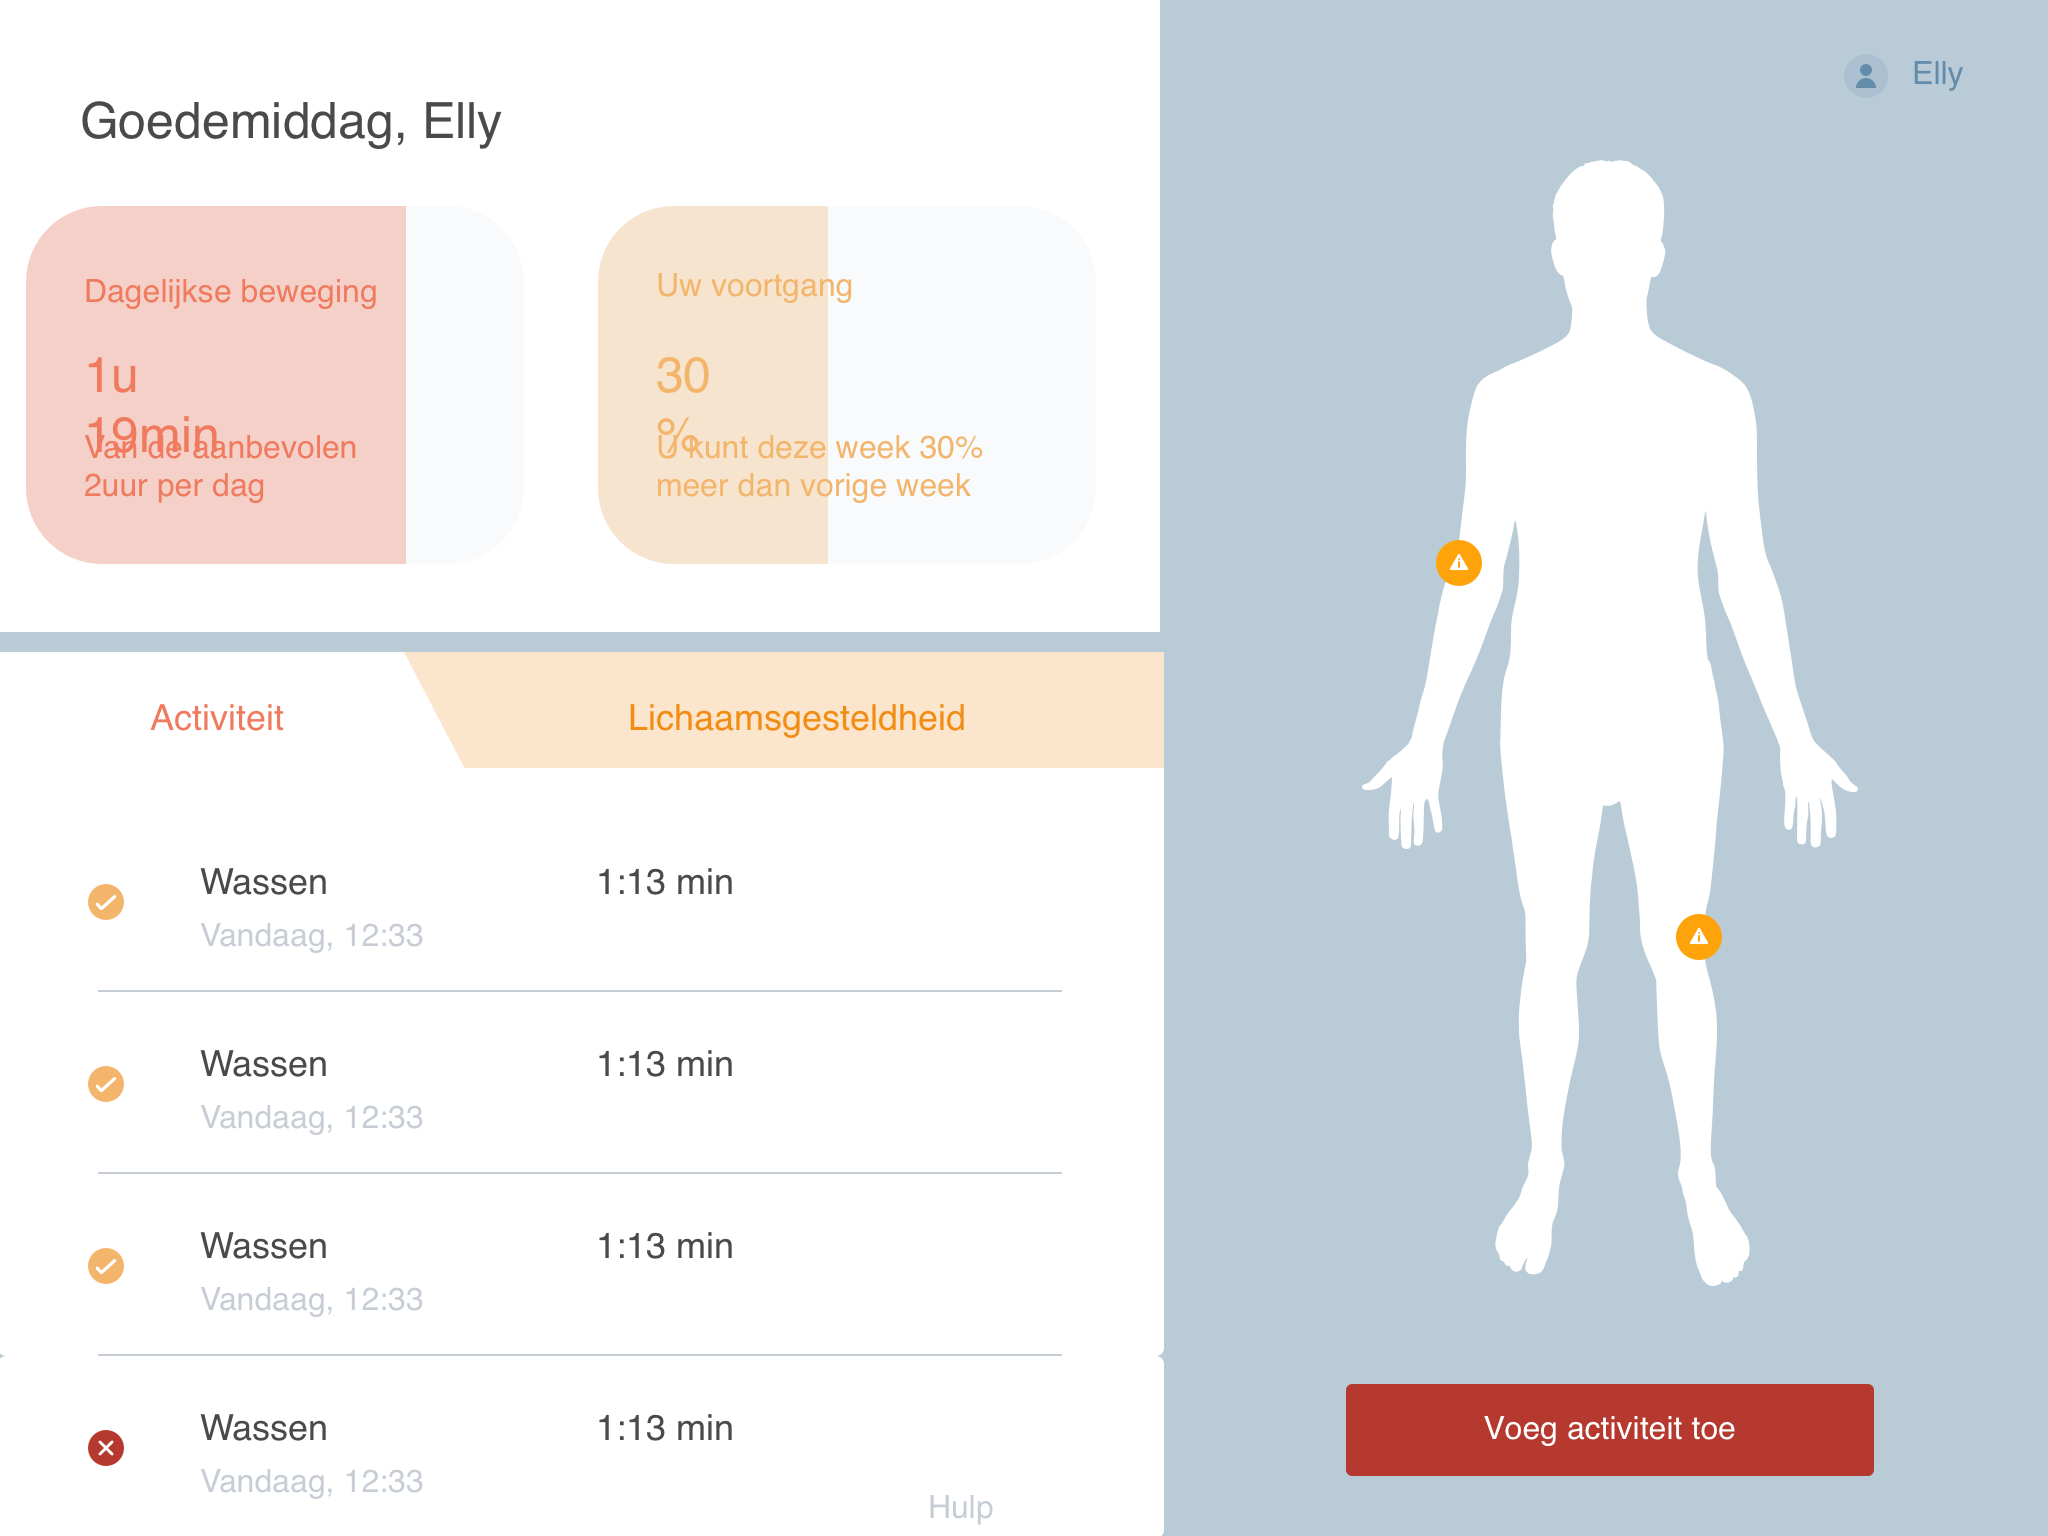 Goedemiddag, Elly
Elly
Dagelijkse beweging
1u
19min
Van de aanbevolen
2uur per dag
Uw voortgang
30
%
U kunt deze week 30%
meer dan vorige week
Activiteit
Lichaamsgesteldheid
Wassen 1:13 min
Vandaag, 12:33
Wassen 1:13 min
Vandaag, 12:33
Wassen 1:13 min
Vandaag, 12:33
Wassen 1:13 min
Vandaag, 12:33
Hulp
Voeg activiteit toe